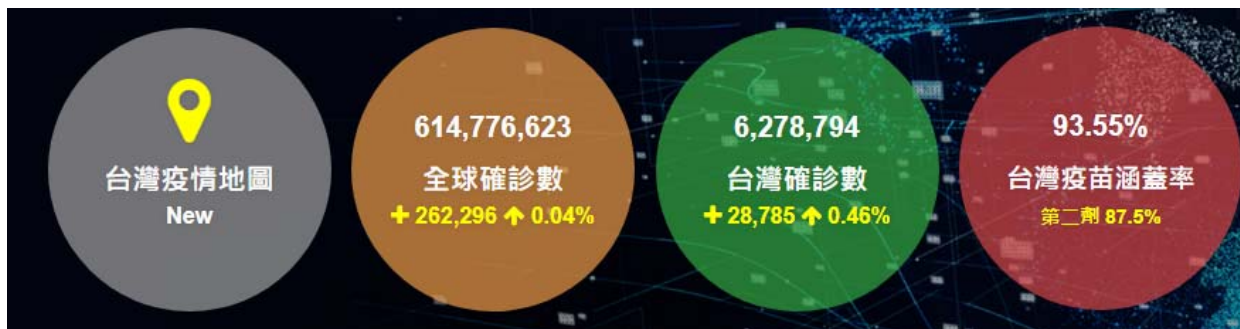 台灣疫情地圖
New
614,776,623
全球確診數
+ 262,296 ↑ 0.04%
6,278,794
台灣確診數
+ 28,785 ↑ 0.46%
93.55%
台灣疫苗涵蓋率
第二劑 87.5%